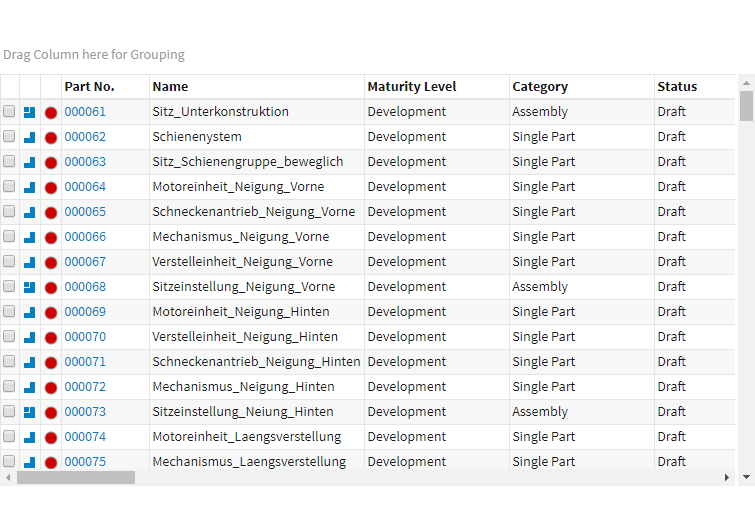 Drag Column here for Grouping
Part No. Name Maturity Level Category Status
000061 Sitz_Unterkonstruktion Development Assembly Draft
000062 Schienenystem Development Single Part Draft
000063 Sitz_Schienengruppe_beweglich Development Single Part Draft
000064 Motoreinheit_Neigung_Vorne Development Single Part Draft
000065 Schneckenantrieb_Neigung_Vorne Development Single Part Draft
000066 Mechanismus_Neigung_Vorne Development Single Part Draft
000067 Verstelleinheit_Neigung_Vorne Development Single Part Draft
000068 Sitzeinstellung_Neigung_Vorne Development Assembly Draft
000069 Motoreinheit_Neigung_Hinten Development Single Part Draft
000070 Verstelleinheit_Neigung_Hinten Development Single Part Draft
000071 Schneckenantrieb_Neigung_Hinten Development Single Part Draft
000072 Mechanismus_Neigung_Hinten Development Single Part Draft
000073 Sitzeinstellung_Neiung_Hinten Development Assembly Draft
000074 Motoreinheit_Laengsverstellung Development Single Part Draft
000075 Mechanismus_Laengsverstellung Development Single Part Draft